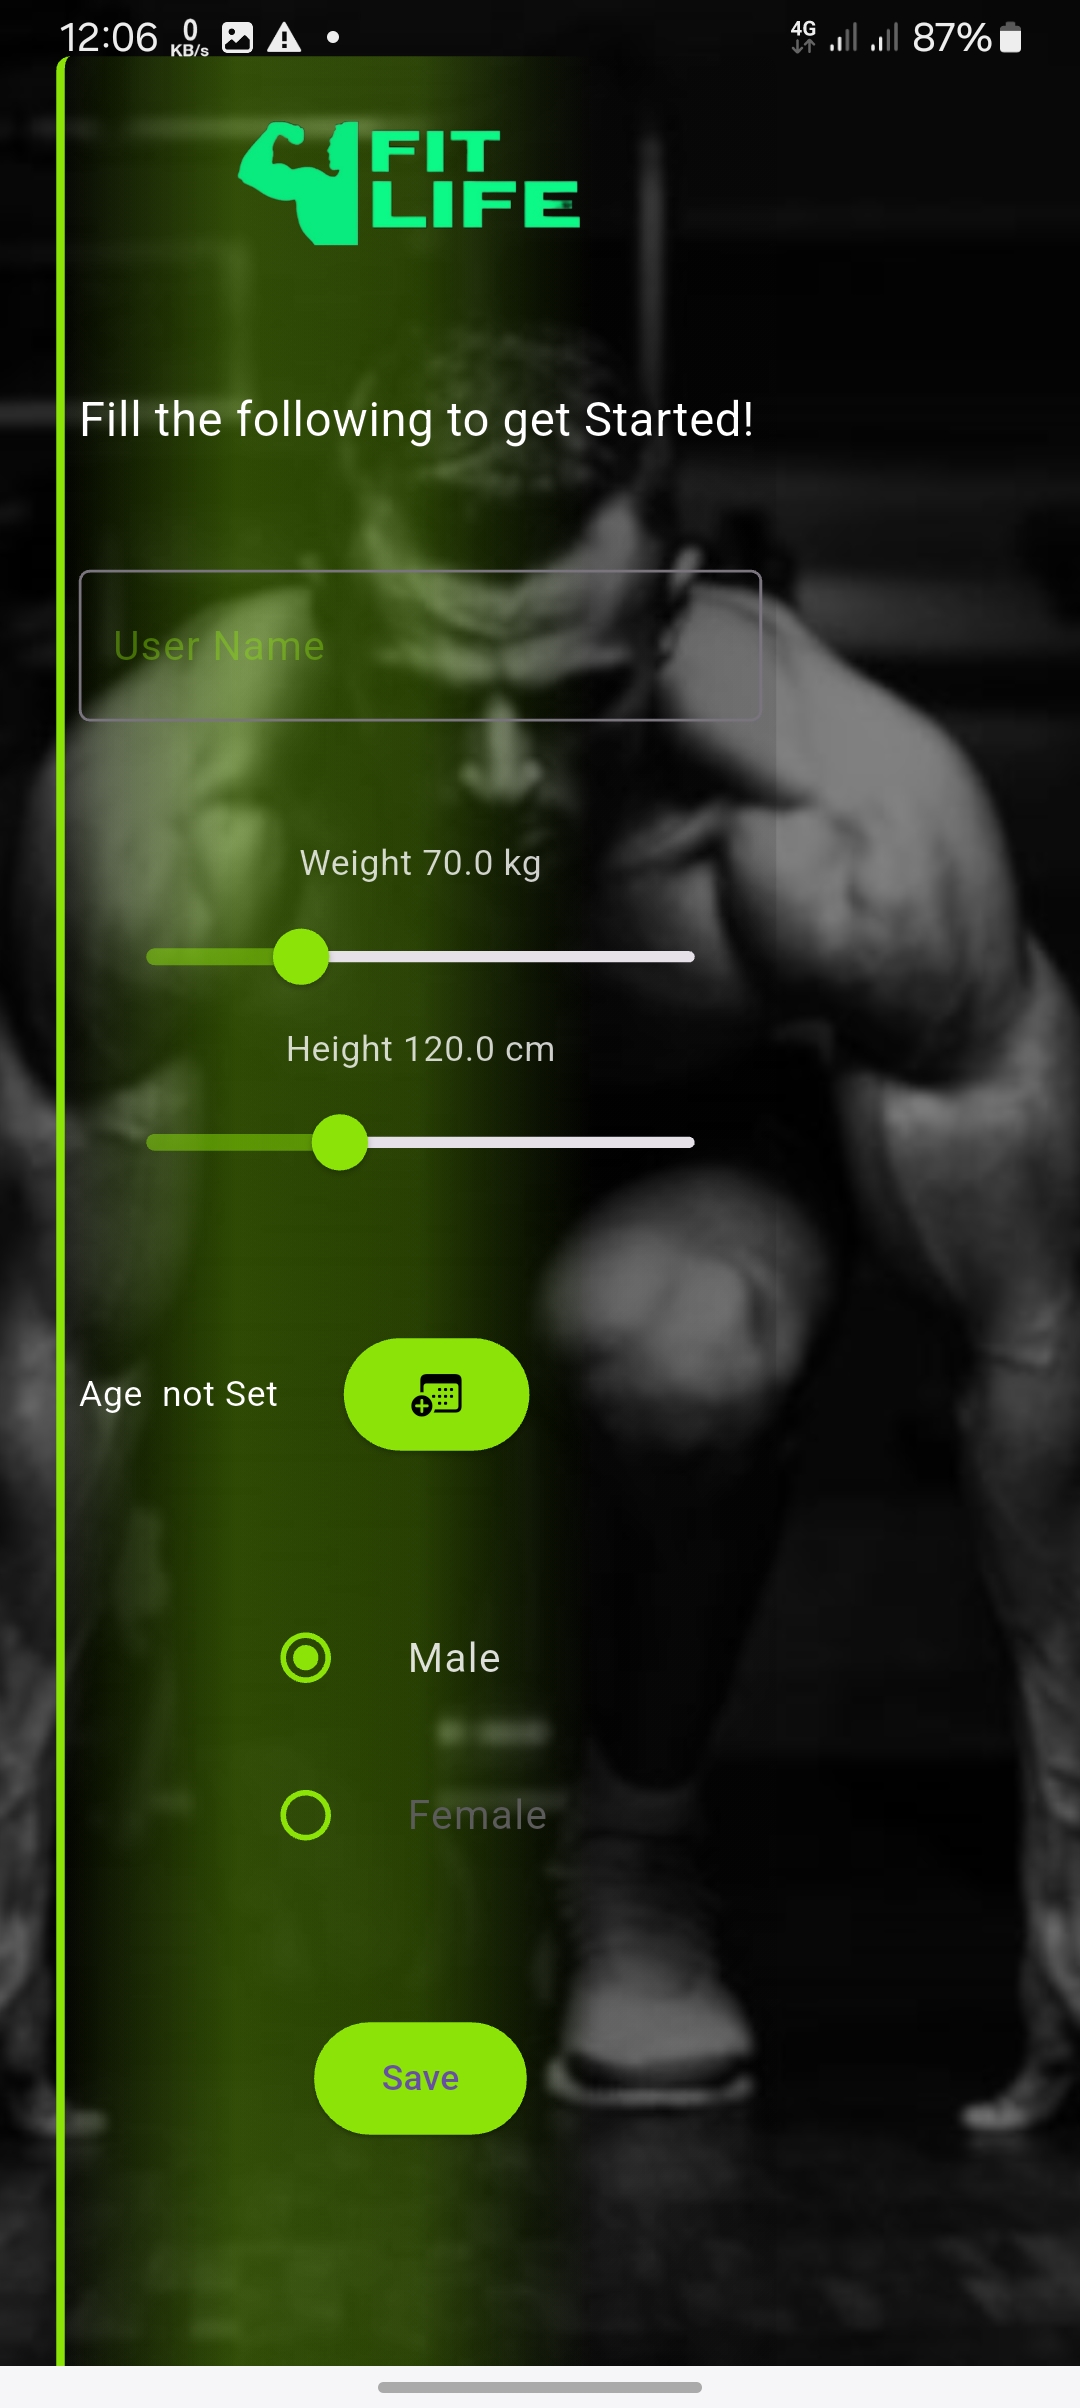 12:06 0 KB/s 4G 87%
FIT
LIFE
Fill the following to get Started!
User Name
Weight 70.0 kg
Height 120.0 cm
Age  not Set
Male
Female
Save